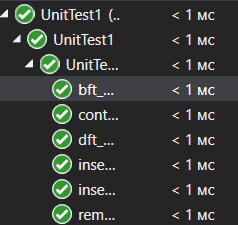 UnitTest1 (.. < 1 мс
UnitTest1 < 1 мс
UnitTe... < 1 мс
bft_... < 1 мс
cont... < 1 мс
dft_... < 1 мс
inse... < 1 мс
inse... < 1 мс
rem... < 1 мс